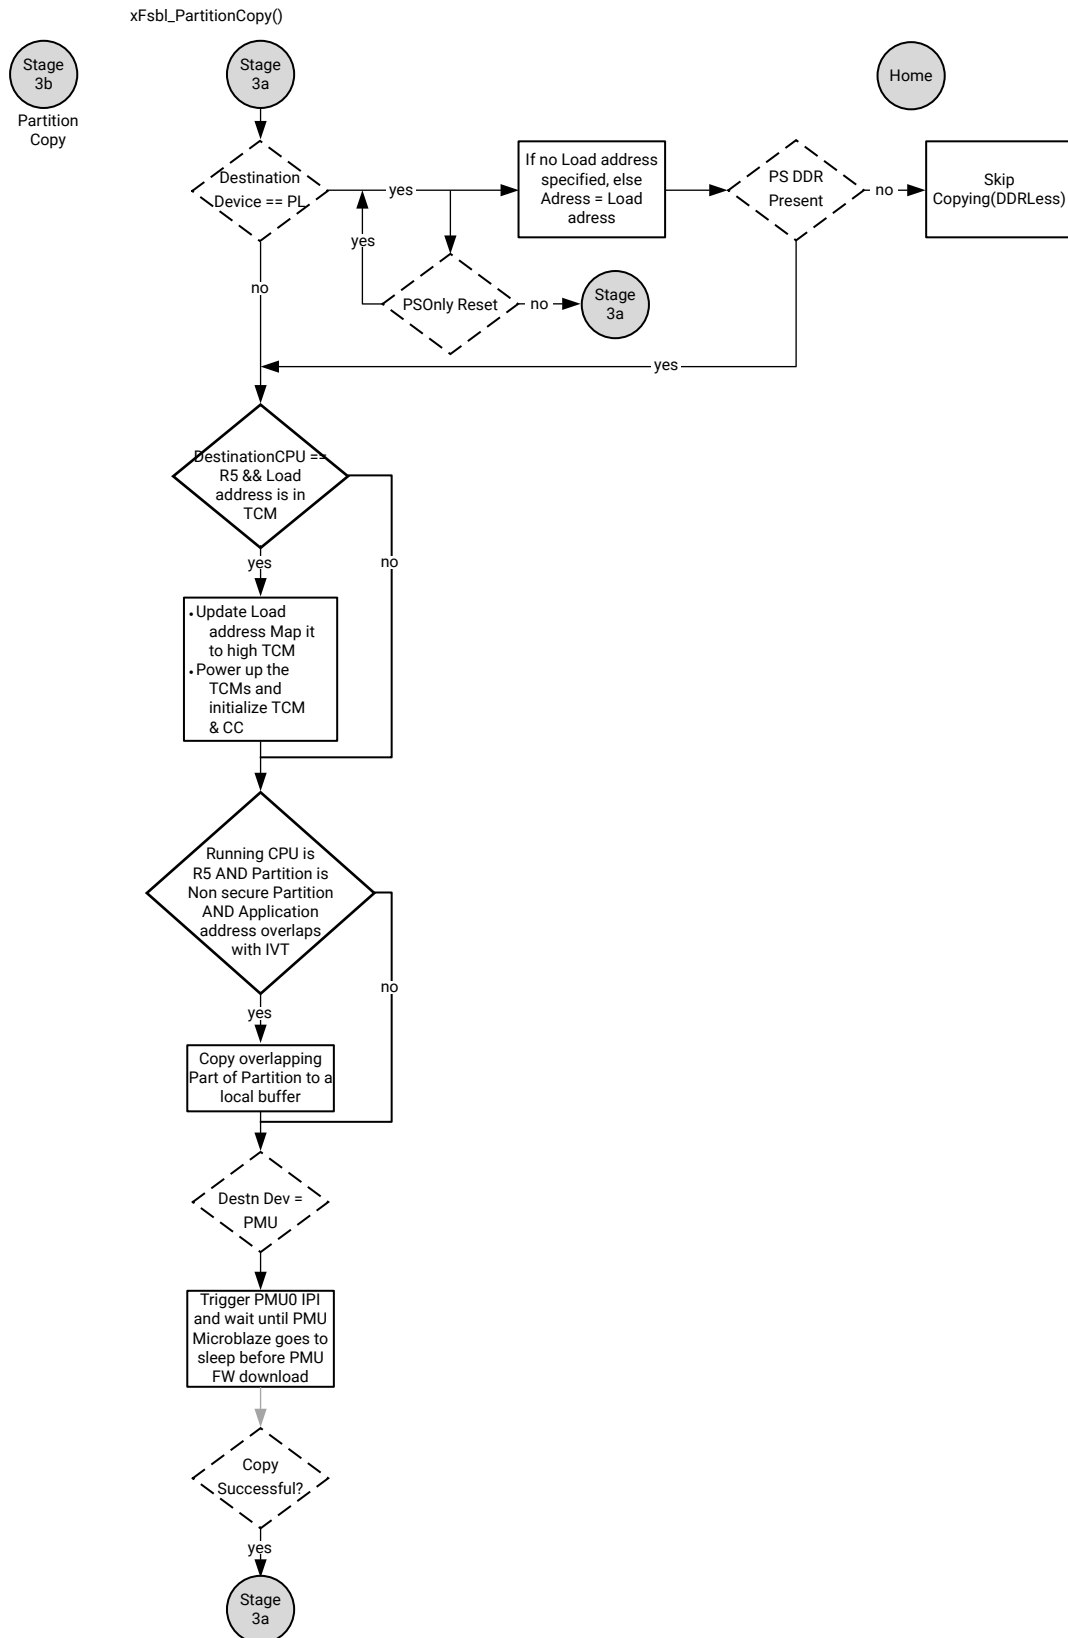 xFsbl_PartitionCopy()
Stage
3b
Partition
Copy
Stage
3a
Home
Destination
Device == PL
yes
If no Load address
specified, else
Adress = Load
adress
PS DDR
Present
no
Skip
Copying(DDRLess)
yes
PSOnly Reset
no
Stage
3a
no
yes
DestinationCPU ==
R5 && Load
address is in
TCM
yes
no
• Update Load
address Map it
to high TCM
• Power up the
TCMs and
initialize TCM
& CC
Running CPU is
R5 AND Partition is
Non secure Partition
AND Application
address overlaps
with IVT
no
yes
Copy overlapping
Part of Partition to a
local buffer
Destn Dev =
PMU
Trigger PMU0 IPI
and wait until PMU
Microblaze goes to
sleep before PMU
FW download
Copy
Successful?
yes
Stage
3a